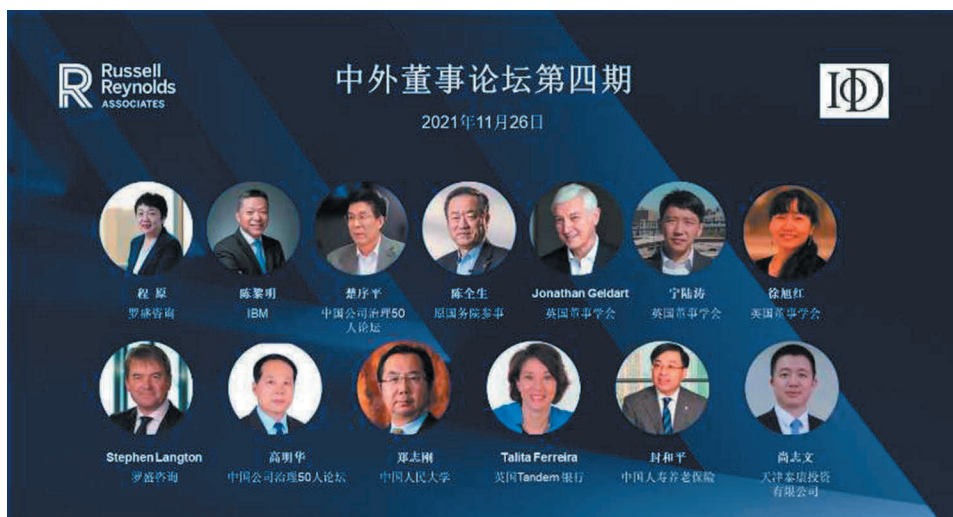 Russell
Reynolds
ASSOCIATES
中外董事论坛第四期
IOD
2021年11月26日
程 原
陈黎明
楚序平
陈全生
Jonathan Geldart
宁陆涛
徐旭红
罗盛咨询
IBM
中国公司治理50
人论坛
原国务院参事
英国董事学会
英国董事学会
英国董事学会
Stephen Langton
高明华
郑志刚
Talita Ferreira
封和平
尚志文
罗盛咨询
中国公司治理50人论坛
中国人民大学
英国Tandem 银行
中国人寿养老保险
天津泰康投资
有限公司